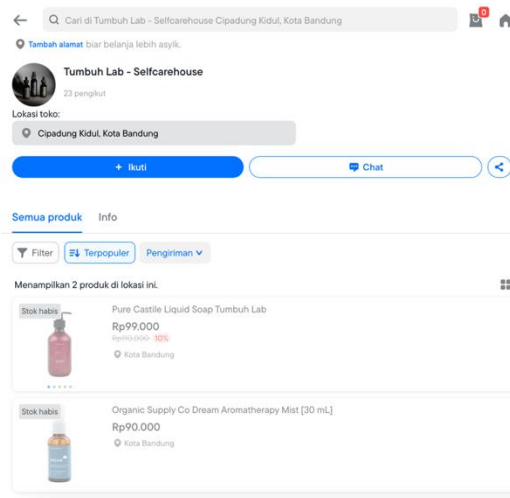 Cari di Tumbuh Lab - Selfcarehouse Cipadung Kidul, Kota Bandung
0
Tambah alamat biar belanja lebih asyik.
Tumbuh Lab - Selfcarehouse
23 pengikut
Lokasi toko:
Cipadung Kidul, Kota Bandung
+ Ikuti
Chat
Semua produk
Info
Filter
Terpopuler
Pengiriman
Menampilkan 2 produk di lokasi ini.
Stok habis
Pure Castile Liquid Soap Tumbuh Lab
Rp99.000
Rp110.000 10%
Kota Bandung
Stok habis
Organic Supply Co Dream Aromatherapy Mist [30 mL]
Rp90.000
Kota Bandung